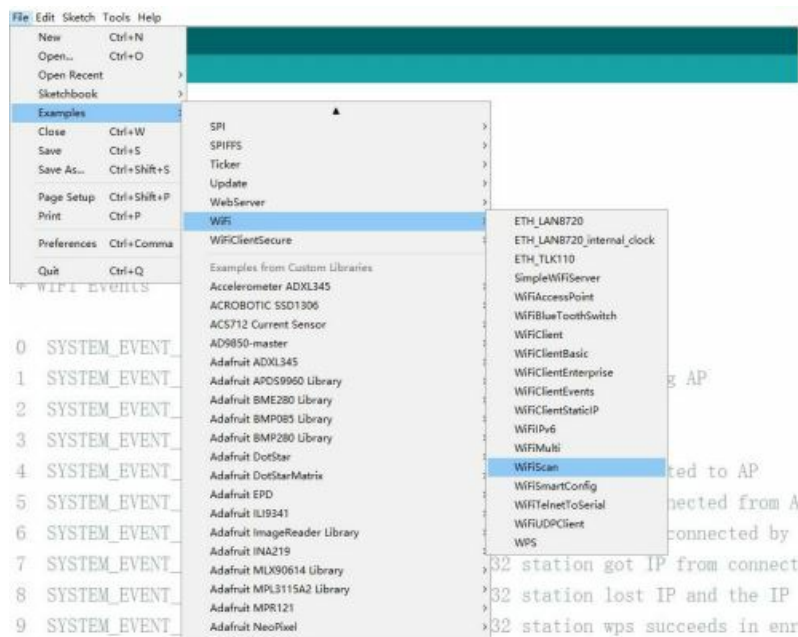 File Edit Sketch Tools Help
New Ctrl+N
Open... Ctrl+O
Open Recent
Sketchbook
Examples
Close Ctrl+W
Save Ctrl+S
Save As... Ctrl+Shift+S
Page Setup Ctrl+Shift+P
Print Ctrl+P
Preferences Ctrl+Comma
Quit Ctrl+Q
SPI
SPIFFS
Ticker
Update
WebServer
WiFi
WiFiClientSecure
Examples from Custom Libraries
Accelerometer ADXL345
ACROBOTIC SSD1306
ACS712 Current Sensor
AD9850-master
Adafruit ADXL345
Adafruit APDS9960 Library
Adafruit BME280 Library
Adafruit BMP085 Library
Adafruit BMP280 Library
Adafruit DotStar
Adafruit DotStarMatrix
Adafruit EPD
Adafruit ILI9341
Adafruit ImageReader Library
Adafruit INA219
Adafruit MLX90614 Library
Adafruit MPL3115A2 Library
Adafruit MPR121
Adafruit NeoPixel
ETH_LAN8720
ETH_LAN8720_internal_clock
ETH_TLK110
SimpleWiFiServer
WiFiAccessPoint
WiFiBlueToothSwitch
WiFiClient
WiFiClientBasic
WiFiClientEnterprise
WiFiClientEvents
WiFiClientStaticIP
WiFiIPv6
WiFiMulti
WiFiScan
WiFiSmartConfig
WiFiTelnetToSerial
WiFiUDPClient
WPS
* WiFi Events
0 SYSTEM_EVENT_
1 SYSTEM_EVENT_ g AP
2 SYSTEM_EVENT_
3 SYSTEM_EVENT_
4 SYSTEM_EVENT_ ted to AP
5 SYSTEM_EVENT_ nected from A
6 SYSTEM_EVENT_ connected by
7 SYSTEM_EVENT_ 32 station got IP from connect
8 SYSTEM_EVENT_ 32 station lost IP and the IP
9 SYSTEM_EVENT_ 32 station wps succeeds in enr